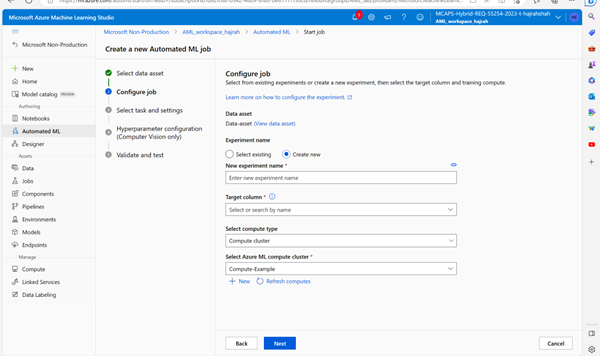 Microsoft Azure Machine Learning Studio
MCAPS-Hybrid-REQ-55254-2023-t-hajrahshah
AML_workspace_hajrah
Microsoft Non-Production
New
Home
Model catalog PREVIEW
Authoring
Notebooks
Automated ML
Designer
Assets
Data
Jobs
Components
Pipelines
Environments
Models
Endpoints
Manage
Compute
Linked Services
Data Labeling
Microsoft Non-Production > AML_workspace_hajrah > Automated ML > Start job
Create a new Automated ML job
Select data asset
2 Configure job
3 Select task and settings
4 Hyperparameter configuration
(Computer Vision only)
5 Validate and test
Configure job
Select from existing experiments or create a new experiment, then select the target column and training compute.
Learn more on how to configure the experiment.
Data asset
Data-asset (View data asset)
Experiment name
Select existing Create new
New experiment name *
Enter new experiment name
Target column *
Select or search by name
Select compute type
Compute cluster
Select Azure ML compute cluster *
Compute-Example
New Refresh computes
Back Next Cancel